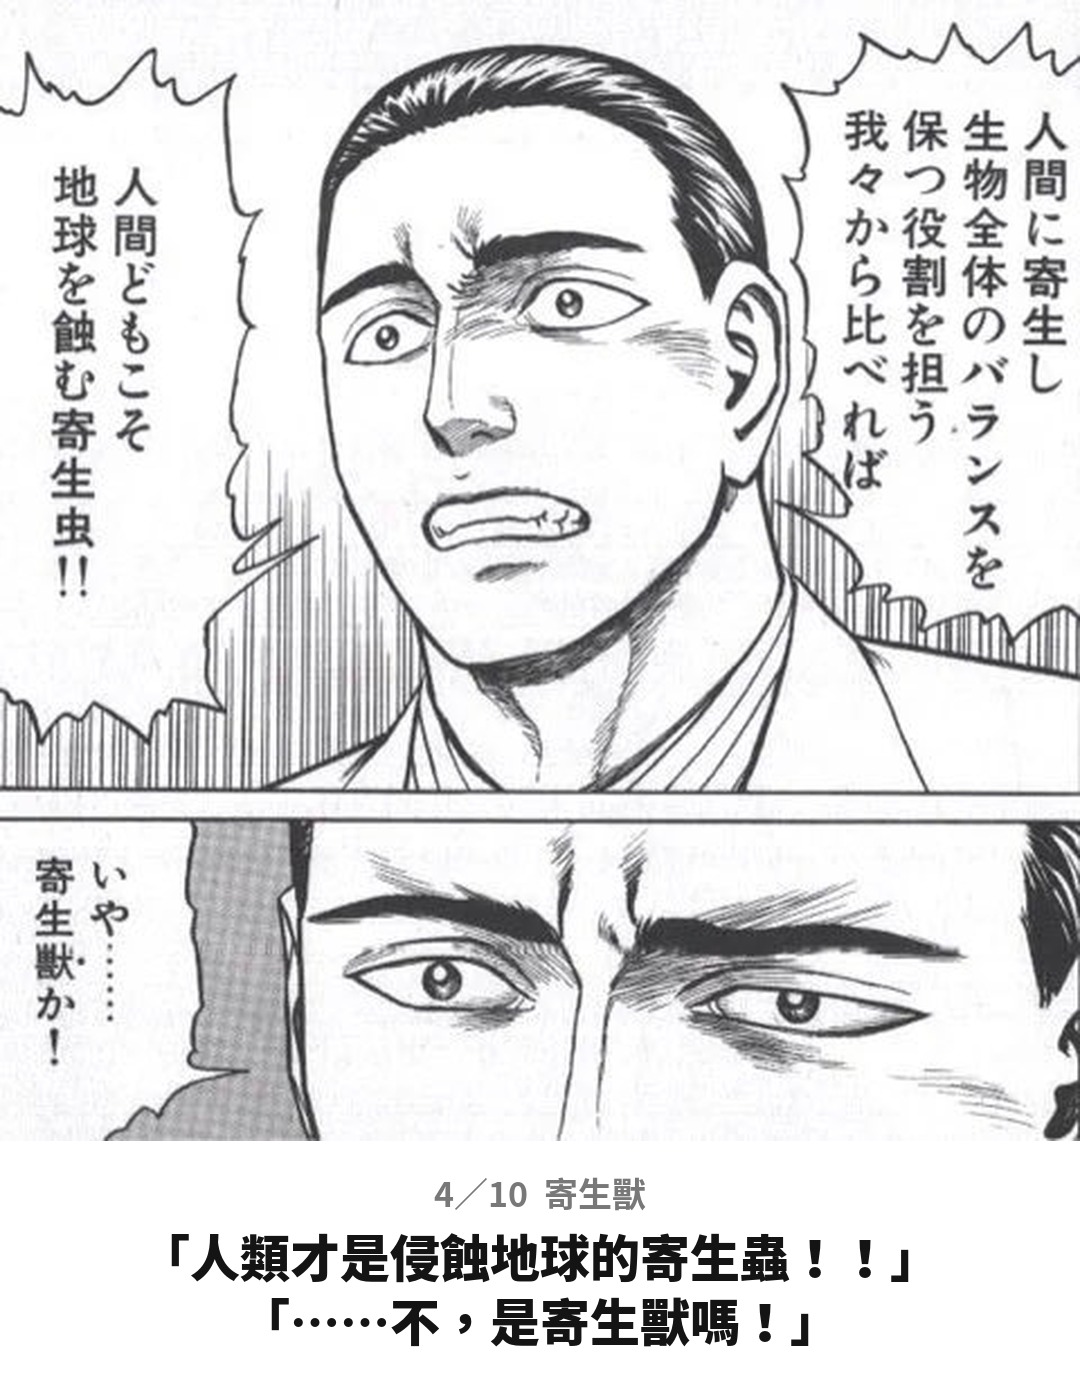 人間に寄生し
生物全体のバランスを
保つ役割を担う
我々から比べれば
人間どもこそ
地球を蝕む寄生虫!!
いや……
寄生獣か！
4／10 寄生獸
「人類才是侵蝕地球的寄生蟲！！」
「……不，是寄生獸嗎！」